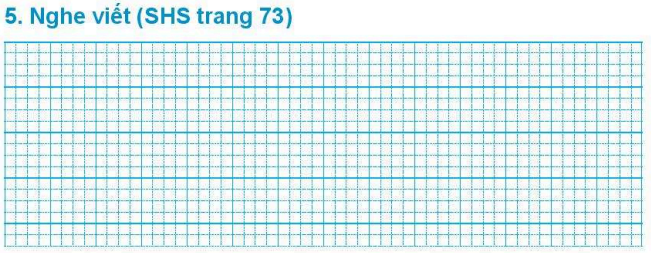 5. Nghe viết (SHS trang 73)